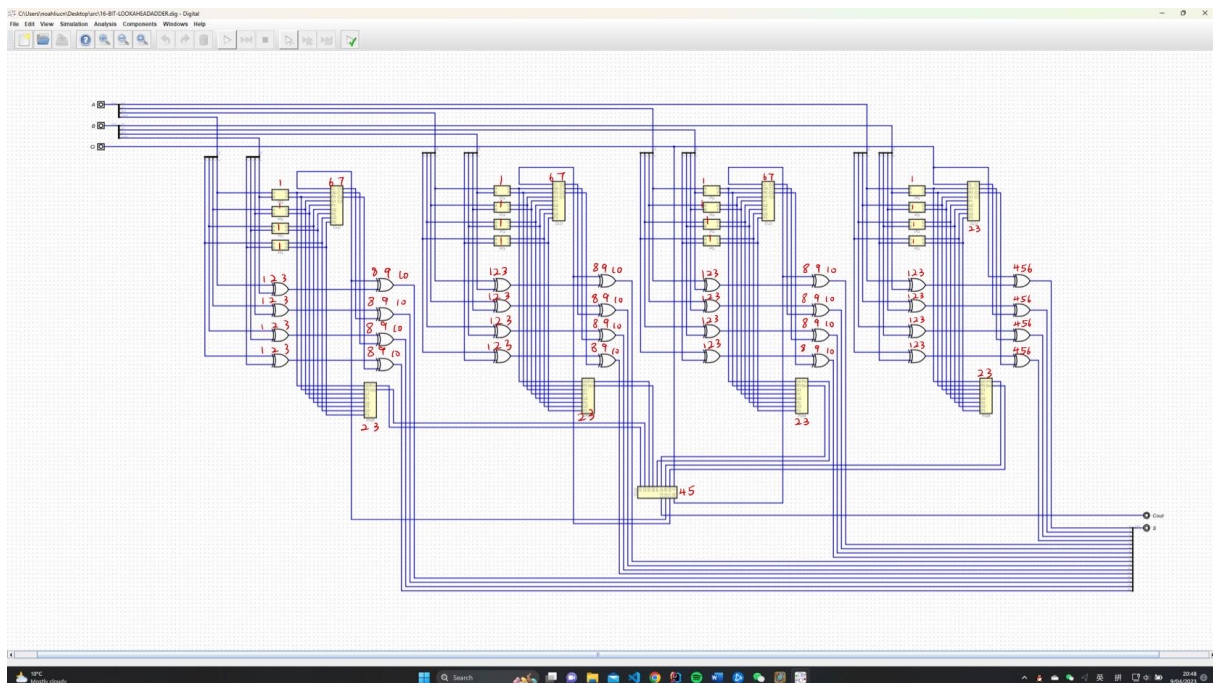 C:\Users\noahliucn\Desktop\src\16-BIT-LOOKAHEADADDER.dig - Digital
File Edit View Simulation Analysis Components Windows Help
A
B
1 67 1 67 1 67 1
1 1 1 1
1 1 1 1 23
1 1 1 1
123 8 9 10 123 8 9 10 123 8 9 10 123 456
123 8 9 10 123 8 9 10 123 8 9 10 123 456
123 8 9 10 123 8 9 10 123 8 9 10 123 456
123 8 9 10 123 8 9 10 123 8 9 10 123 456
23
23 23 23
45
Cout
S
10°C
Mostly cloudy
Search
英 拼
20:48
9/04/2023